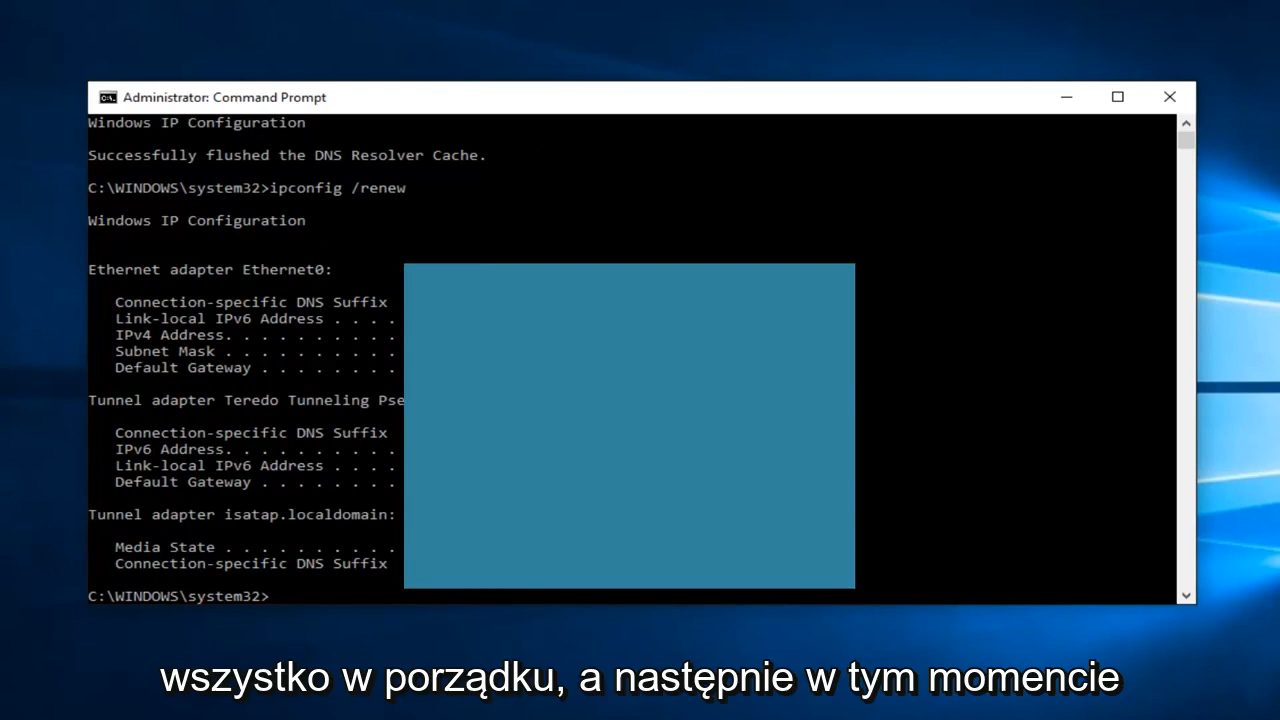 Administrator: Command Prompt
Windows IP Configuration
Successfully flushed the DNS Resolver Cache.
C:\WINDOWS\system32>ipconfig /renew
Windows IP Configuration
Ethernet adapter Ethernet0:
Connection-specific DNS Suffix
Link-local IPv6 Address . . . .
IPv4 Address. . . . . . . . . .
Subnet Mask . . . . . . . . . .
Default Gateway . . . . . . . .
Tunnel adapter Teredo Tunneling Pse
Connection-specific DNS Suffix
IPv6 Address. . . . . . . . . .
Link-local IPv6 Address . . . .
Default Gateway . . . . . . . .
Tunnel adapter isatap.localdomain:
Media State . . . . . . . . . .
Connection-specific DNS Suffix
C:\WINDOWS\system32>
wszystko w porządku, a następnie w tym momencie